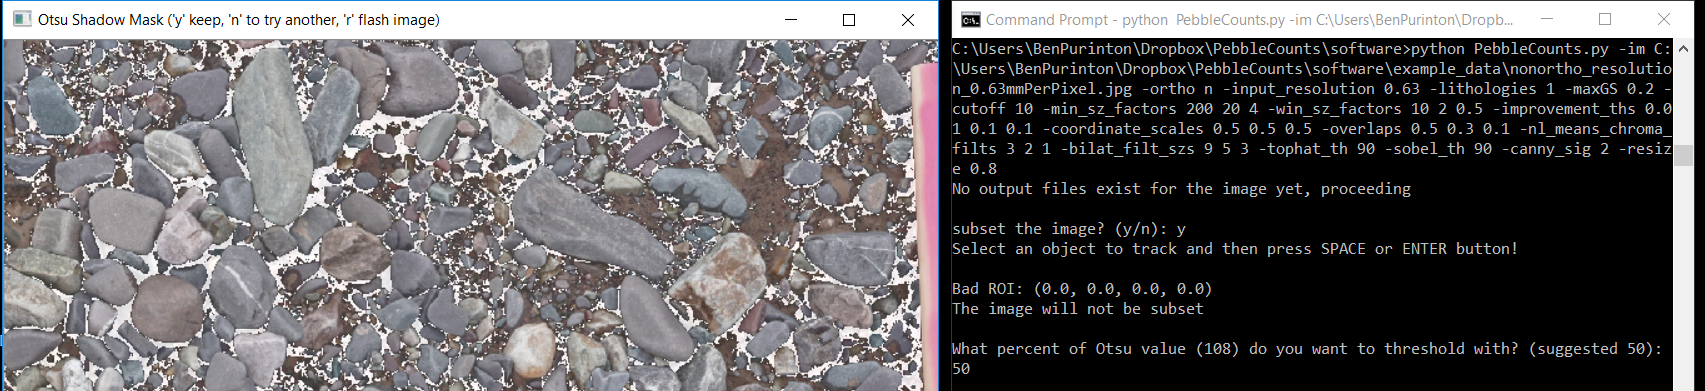 Otsu Shadow Mask ('y' keep, 'n' to try another, 'r' flash image)
Command Prompt - python  PebbleCounts.py -im C:\Users\BenPurinton\Dropb...
C:\Users\BenPurinton\Dropbox\PebbleCounts\software>python PebbleCounts.py -im C:
\Users\BenPurinton\Dropbox\PebbleCounts\software\example_data\nonortho_resolutio
n_0.63mmPerPixel.jpg -ortho n -input_resolution 0.63 -lithologies 1 -maxGS 0.2 -
cutoff 10 -min_sz_factors 200 20 4 -win_sz_factors 10 2 0.5 -improvement_ths 0.0
1 0.1 0.1 -coordinate_scales 0.5 0.5 0.5 -overlaps 0.5 0.3 0.1 -nl_means_chroma_
filts 3 2 1 -bilat_filt_szs 9 5 3 -tophat_th 90 -sobel_th 90 -canny_sig 2 -resiz
e 0.8
No output files exist for the image yet, proceeding
subset the image? (y/n): y
Select an object to track and then press SPACE or ENTER button!
Bad ROI: (0.0, 0.0, 0.0, 0.0)
The image will not be subset
What percent of Otsu value (108) do you want to threshold with? (suggested 50):
50